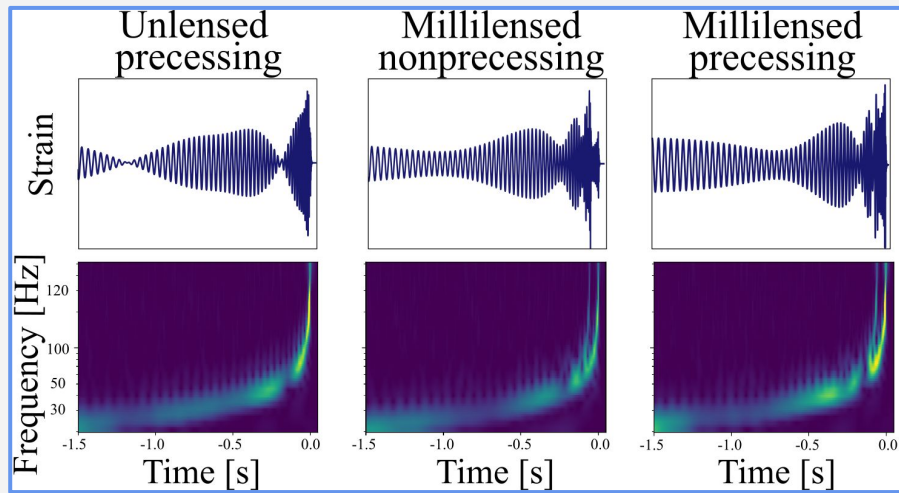 Unlensed
precessing
Millilensed
nonprecessing
Millilensed
precessing
Strain
Frequency [Hz]
120
100
50
30
-1.5 -1.0 -0.5 0.0
-1.5 -1.0 -0.5 0.0
-1.5 -1.0 -0.5 0.0
Time [s]
Time [s]
Time [s]